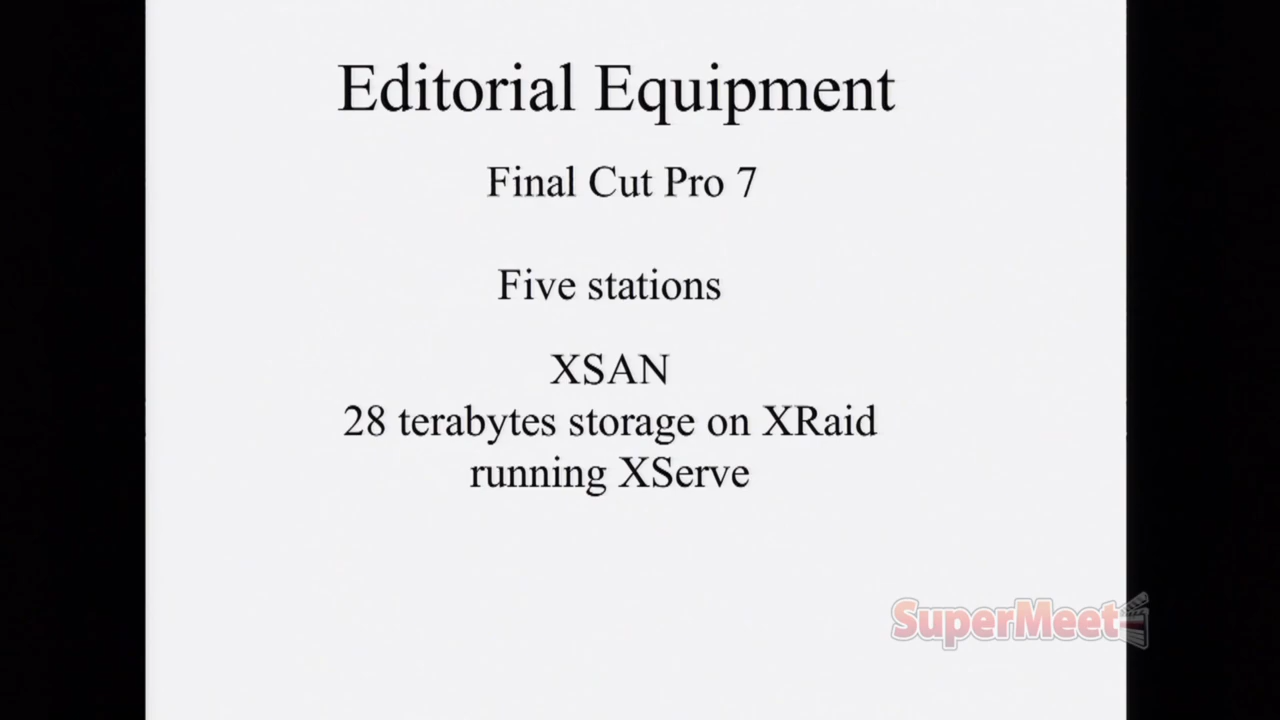 Editorial Equipment
Final Cut Pro 7
Five stations
XSAN
28 terabytes storage on XRaid
running XServe
SuperMeet